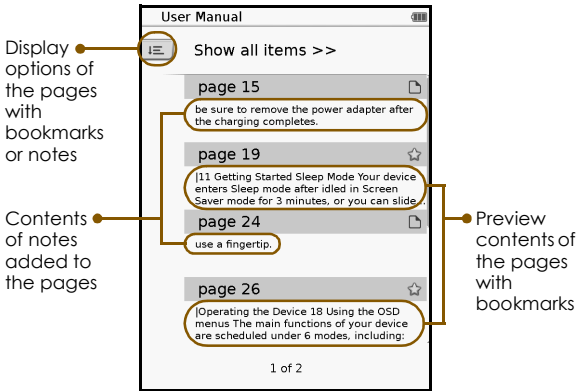 User Manual
Show all items >>
Display
options of
the pages
with
bookmarks
or notes
page 15
be sure to remove the power adapter after
the charging completes.
page 19
|11 Getting Started Sleep Mode Your device
enters Sleep mode after idled in Screen
Saver mode for 3 minutes, or you can slide...
Contents
of notes
added to
the pages
page 24
use a fingertip.
Preview
contents of
the pages
with
bookmarks
page 26
|Operating the Device 18 Using the OSD
menus The main functions of your device
are scheduled under 6 modes, including:
1 of 2